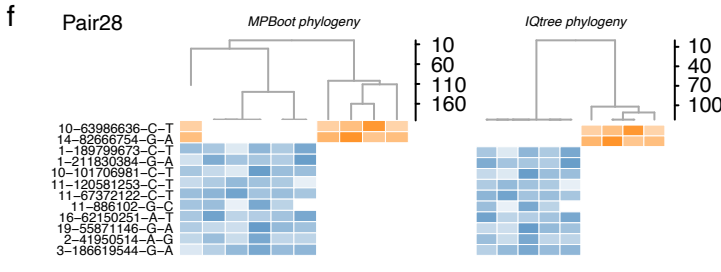 f
Pair28
MPBoot phylogeny
IQtree phylogeny
10
60
110
160
10
40
70
100
10–63986636–C–T
14–82666754–G–A
1–189799673–C–T
1–211830384–G–A
10–101706981–C–T
11–120581253–C–T
11–67372122–C–T
11–886102–G–C
16–62150251–A–T
19–55871146–G–A
2–41950514–A–G
3–186619544–G–A